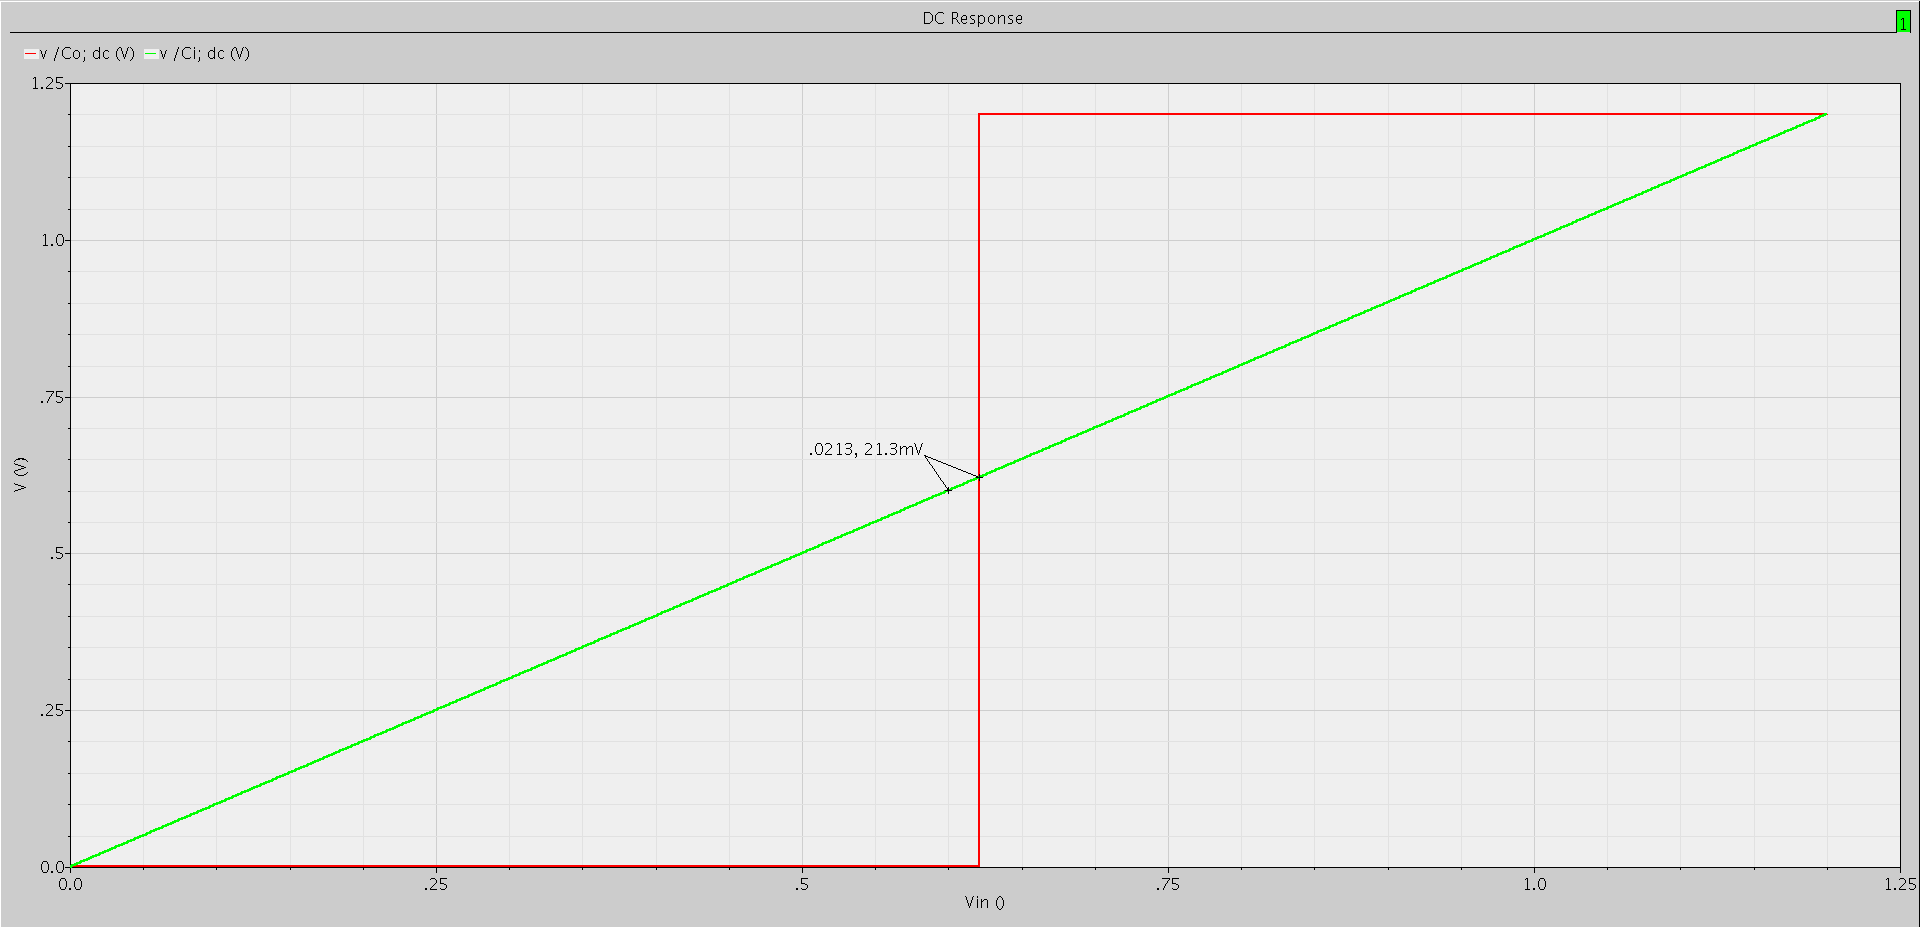 DC Response
1
v /Co; dc (V) v /Ci; dc (V)
1.25
1.0
.75
.0213, 21.3mV
V (V)
.5
.25
0.0
0.0 .25 .5 .75 1.0 1.25
Vin ()